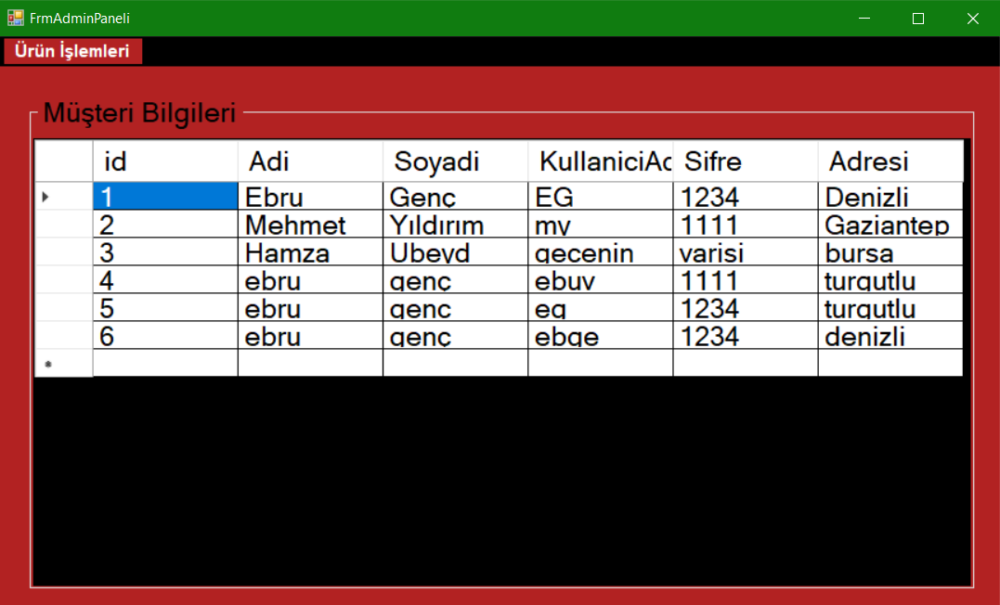 FrmAdminPaneli
Ürün İşlemleri
Müşteri Bilgileri
id Adi Soyadi KullaniciAd Sifre Adresi
1 Ebru Genç EG 1234 Denizli
2 Mehmet Yıldırım my 1111 Gaziantep
3 Hamza Ubeyd gecenin varisi bursa
4 ebru genç ebuy 1111 turgutlu
5 ebru genç eg 1234 turgutlu
6 ebru genç ebge 1234 denizli